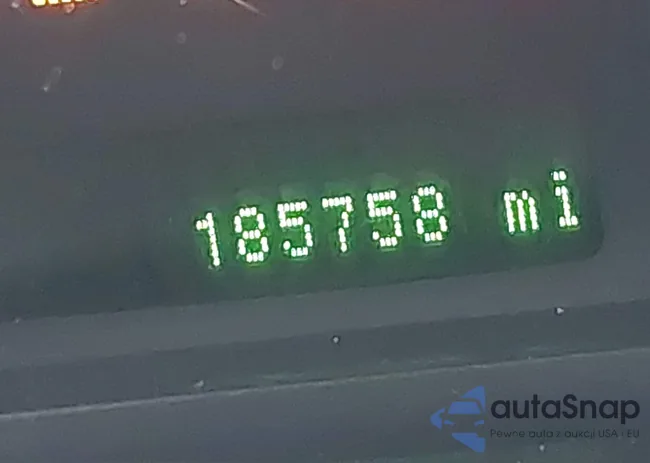 185758 mi
autaSnap
Pewne auta z aukcji USA - EU